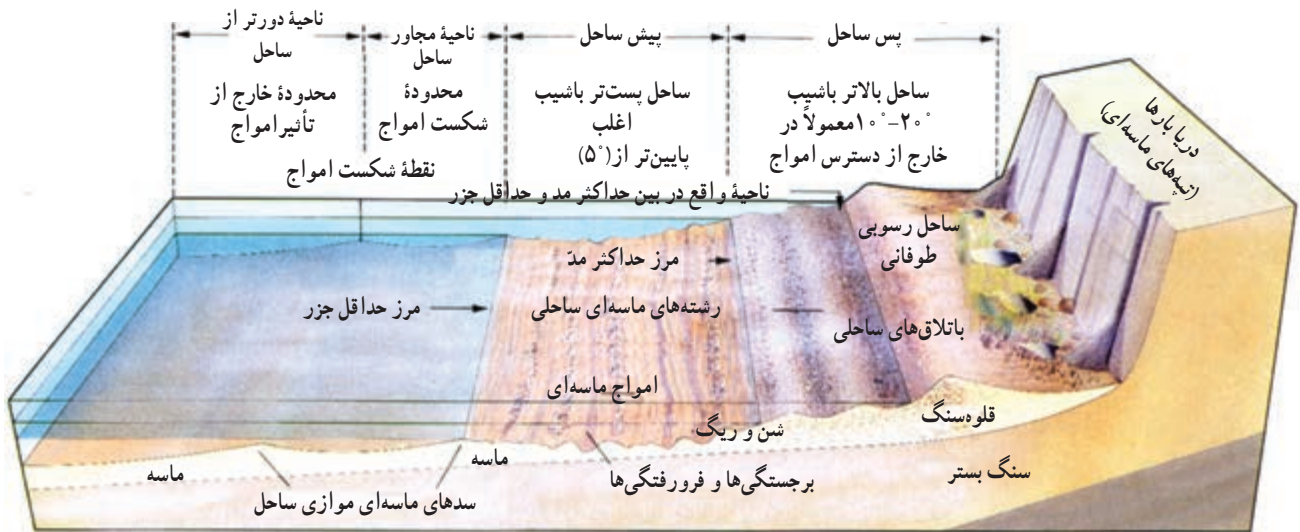 ناحیهٔ دورتر از
ساحل
ناحیهٔ مجاور
ساحل
پیش ساحل
پس ساحل
محدودهٔ خارج از
تأثیر امواج
محدودهٔ
شکست امواج
نقطهٔ شکست امواج
ساحل پست‌تر باشیب
اغلب
پایین‌تر از (۵°)
ساحل بالاتر باشیب
۲۰°-۱۰° معمولاً در
خارج از دسترس امواج
دریا بارها
(تپه‌های ماسه‌ای)
ناحیهٔ واقع در بین حداکثر مد و حداقل جزر
ساحل رسوبی
طوفانی
مرز حداکثر مدّ
مرز حداقل جزر
رشته‌های ماسه‌ای ساحلی
باتلاق‌های ساحلی
امواج ماسه‌ای
قلوه‌سنگ
شن و ریگ
ماسه
ماسه
برجستگی‌ها و فرورفتگی‌ها
سنگ بستر
سدهای ماسه‌ای موازی ساحل